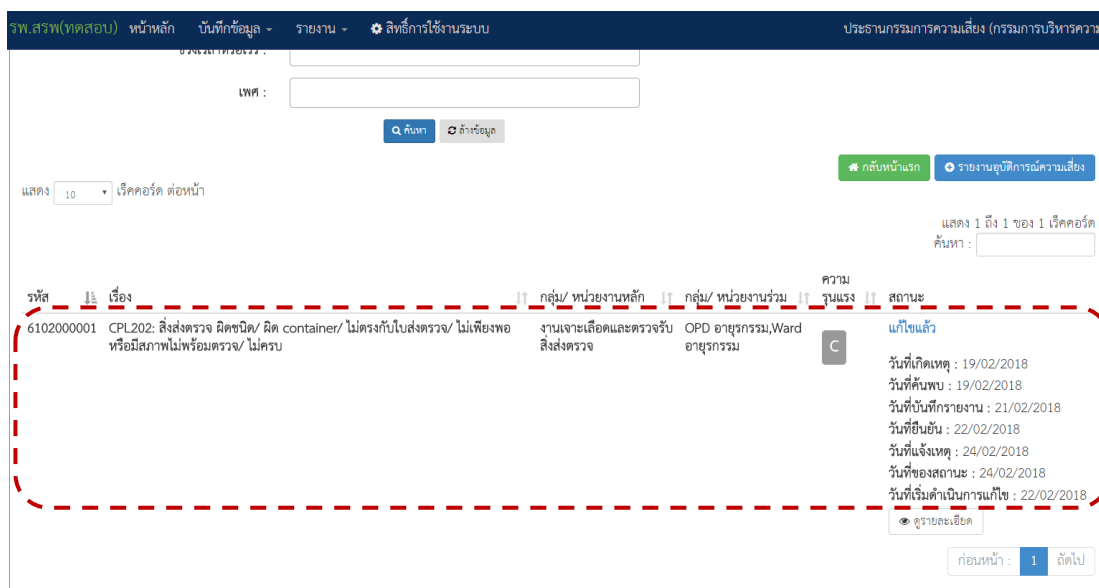 รพ.สรพ(ทดสอบ) หน้าหลัก บันทึกข้อมูล รายงาน สิทธิ์การใช้งานระบบ ประธานกรรมการความเสี่ยง (กรรมการบริหารความ
เพศ :
ค้นหา ล้างข้อมูล
กลับหน้าแรก รายงานอุบัติการณ์ความเสี่ยง
แสดง 10 เร็คคอร์ด ต่อหน้า
แสดง 1 ถึง 1 ของ 1 เร็คคอร์ด
ค้นหา :
รหัส เรื่อง กลุ่ม/ หน่วยงานหลัก กลุ่ม/ หน่วยงานร่วม ความ
รุนแรง สถานะ
6102000001 CPL202: สิ่งส่งตรวจ ผิดชนิด/ ผิด container/ ไม่ตรงกับใบส่งตรวจ/ ไม่เพียงพอ
หรือมีสภาพไม่พร้อมตรวจ/ ไม่ครบ
งานเจาะเลือดและตรวจรับ
สิ่งส่งตรวจ
OPD อายุรกรรม,Ward
อายุรกรรม
C
แก้ไขแล้ว
วันที่เกิดเหตุ : 19/02/2018
วันที่ค้นพบ : 19/02/2018
วันที่บันทึกรายงาน : 21/02/2018
วันที่ยืนยัน : 22/02/2018
วันที่แจ้งเหตุ : 24/02/2018
วันที่ของสถานะ : 24/02/2018
วันที่เริ่มดำเนินการแก้ไข : 22/02/2018
ดูรายละเอียด
ก่อนหน้า : 1 ถัดไป